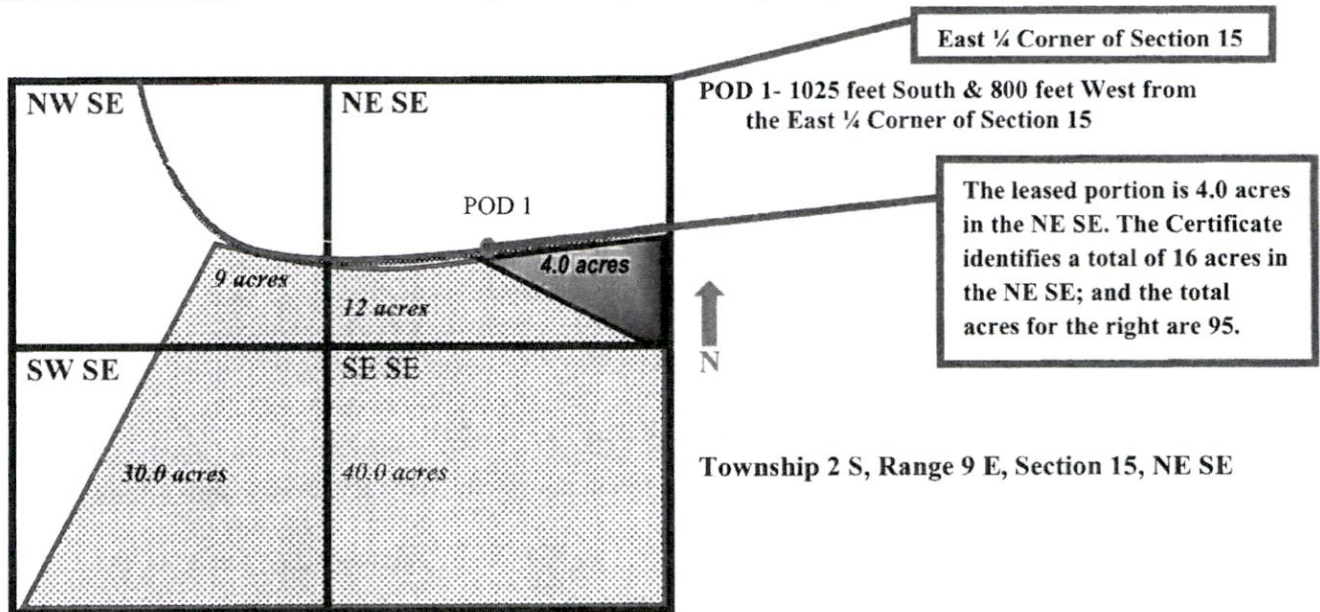 East ¼ Corner of Section 15
NW SE
NE SE
POD 1- 1025 feet South & 800 feet West from
the East ¼ Corner of Section 15
POD 1
The leased portion is 4.0 acres
in the NE SE. The Certificate
identifies a total of 16 acres in
the NE SE; and the total
acres for the right are 95.
4.0 acres
9 acres
12 acres
N
SW SE
SE SE
30.0 acres
40.0 acres
Township 2 S, Range 9 E, Section 15, NE SE